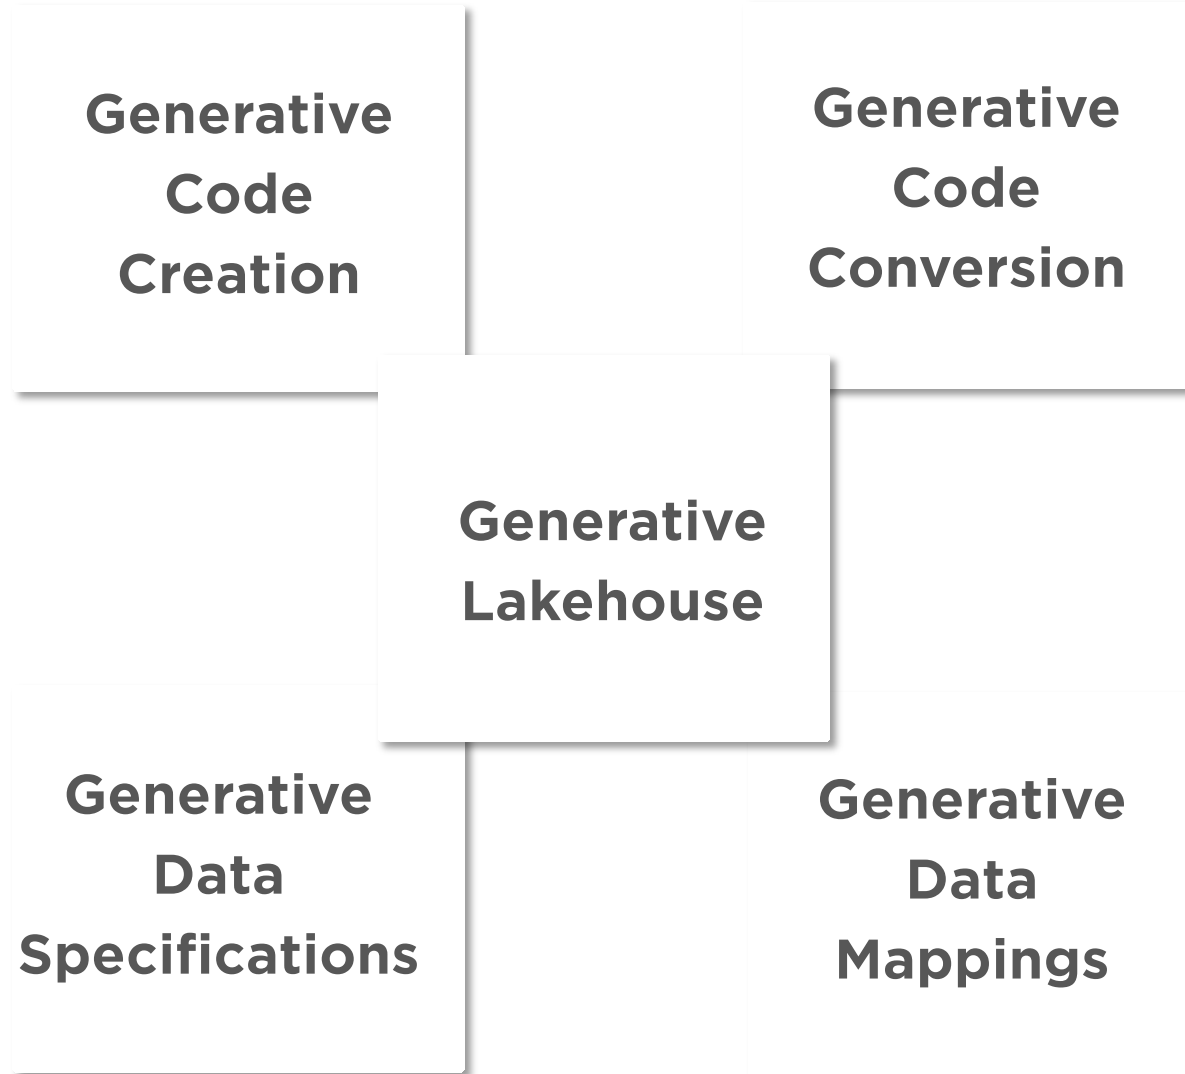 Generative
Code
Creation
Generative
Code
Conversion
Generative
Lakehouse
Generative
Data
Specifications
Generative
Data
Mappings